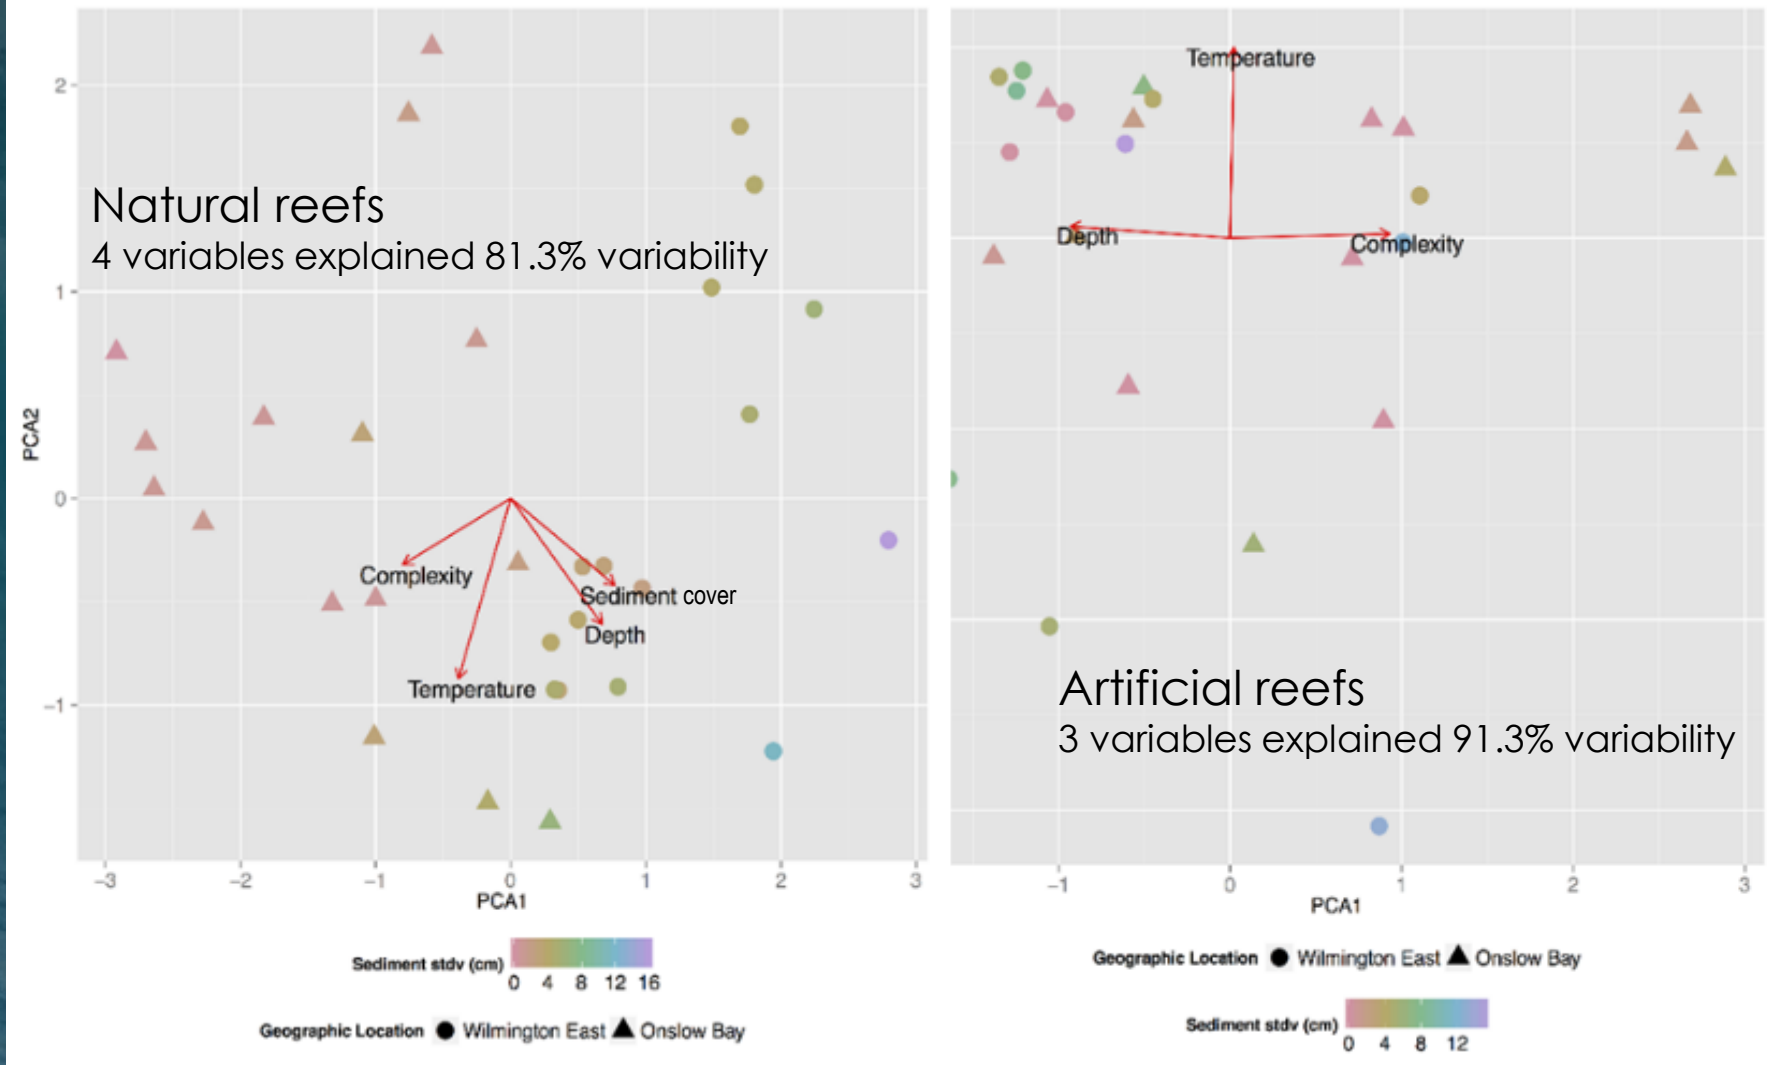 Natural reefs
4 variables explained 81.3% variability
2
1
0
−1
PCA2
Complexity
Sediment cover
Depth
Temperature
−3 −2 −1 0 1 2 3
PCA1
Sediment stdv (cm)
0 4 8 12 16
Geographic Location Wilmington East Onslow Bay
Temperature
Depth
Complexity
Artificial reefs
3 variables explained 91.3% variability
−1 0 1 2 3
PCA1
Geographic Location Wilmington East Onslow Bay
Sediment stdv (cm)
0 4 8 12